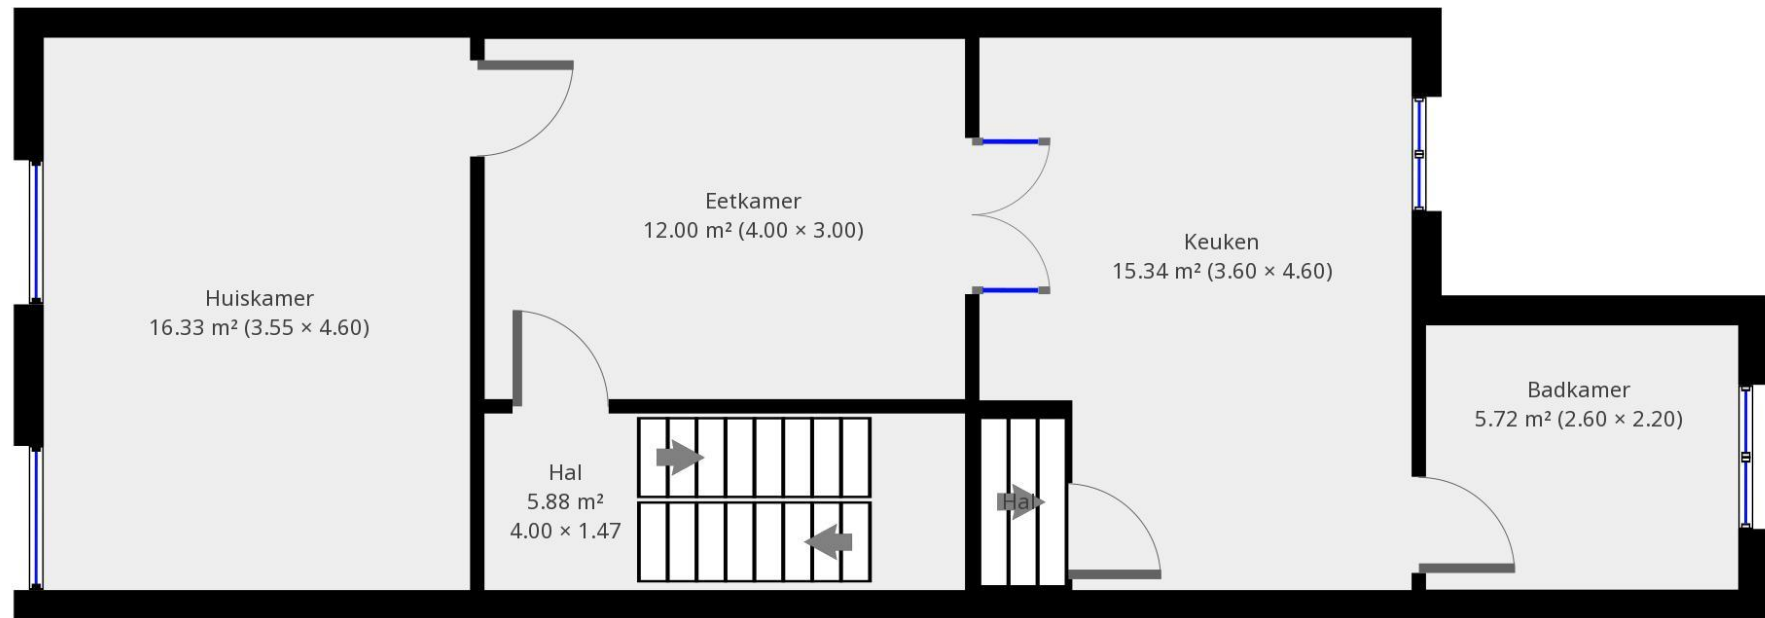 Huiskamer
16.33 m² (3.55 × 4.60)
Eetkamer
12.00 m² (4.00 × 3.00)
Hal
5.88 m²
4.00 × 1.47
Keuken
15.34 m² (3.60 × 4.60)
Hal
Badkamer
5.72 m² (2.60 × 2.20)